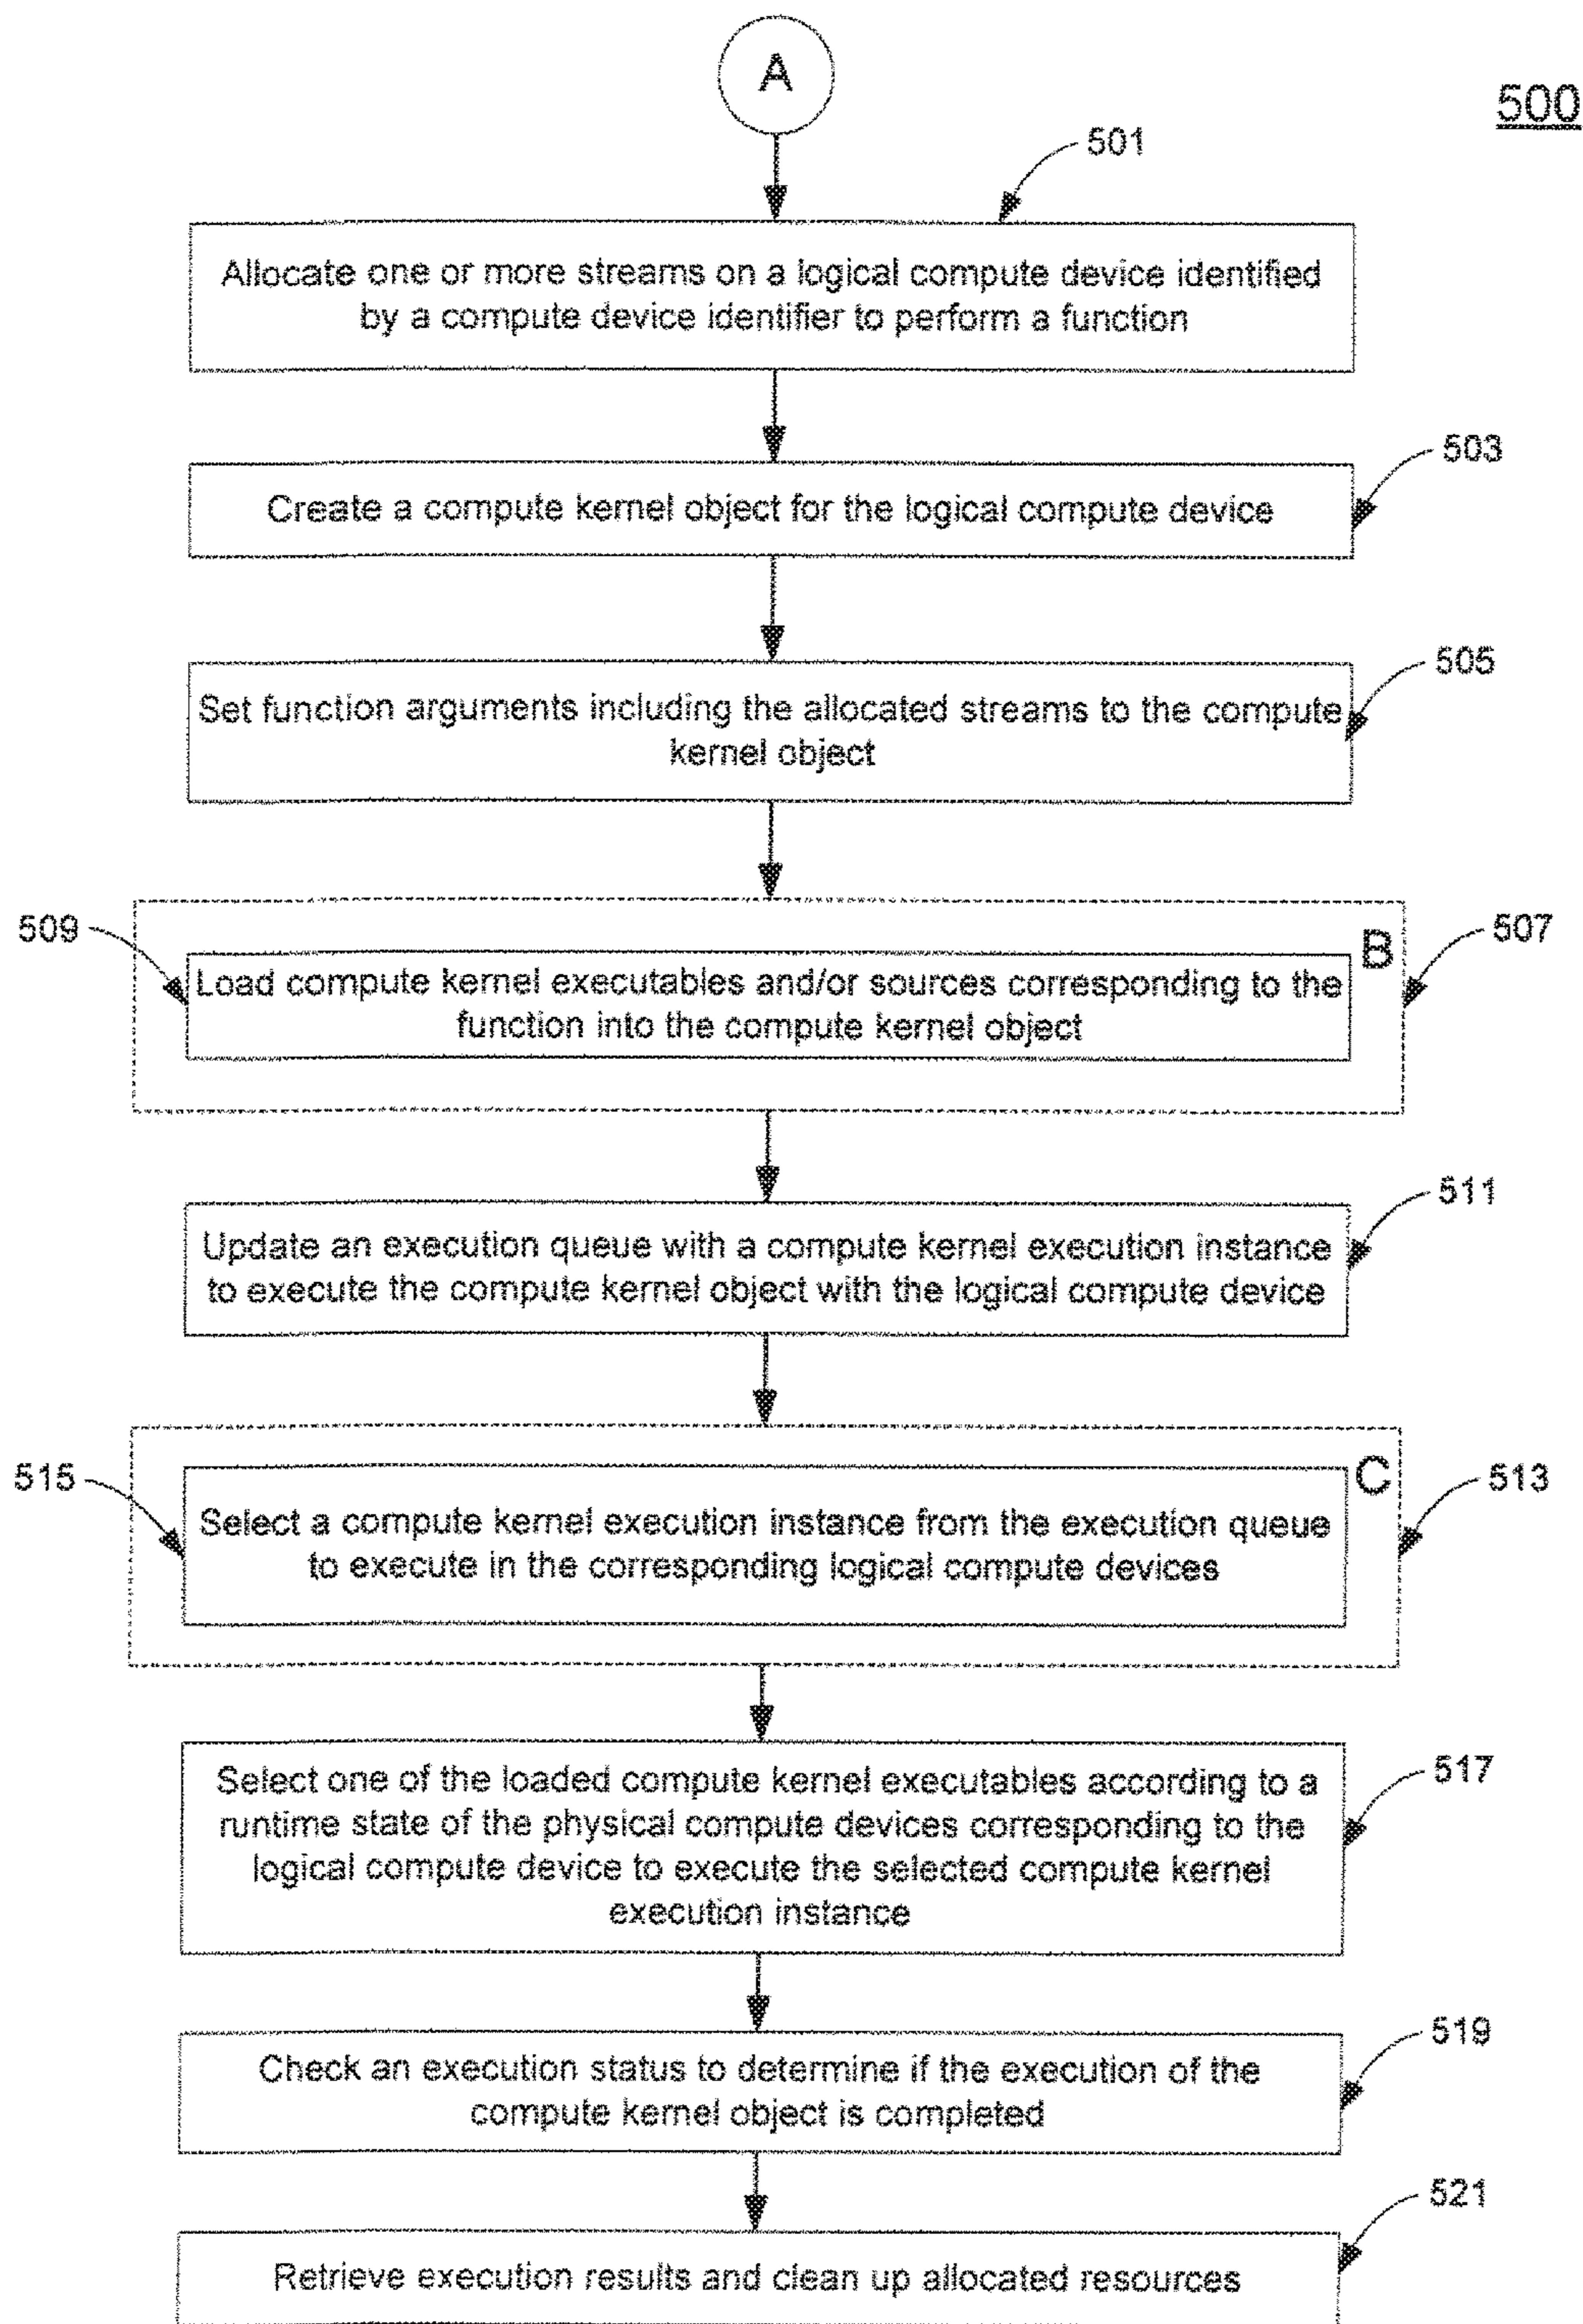 A
500
501
Allocate one or more streams on a logical compute device identified
by a compute device identifier to perform a function
503
Create a compute kernel object for the logical compute device
505
Set function arguments including the allocated streams to the compute
kernel object
509
B
507
Load compute kernel executables and/or sources corresponding to the
function into the compute kernel object
511
Update an execution queue with a compute kernel execution instance
to execute the compute kernel object with the logical compute device
515
C
513
Select a compute kernel execution instance from the execution queue
to execute in the corresponding logical compute devices
517
Select one of the loaded compute kernel executables according to a
runtime state of the physical compute devices corresponding to the
logical compute device to execute the selected compute kernel
execution instance
519
Check an execution status to determine if the execution of the
compute kernel object is completed
521
Retrieve execution results and clean up allocated resources